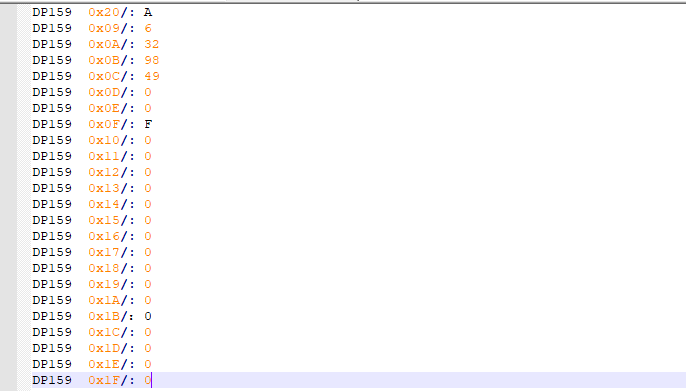 DP159  0x20/: A
DP159  0x09/: 6
DP159  0x0A/: 32
DP159  0x0B/: 98
DP159  0x0C/: 49
DP159  0x0D/: 0
DP159  0x0E/: 0
DP159  0x0F/: F
DP159  0x10/: 0
DP159  0x11/: 0
DP159  0x12/: 0
DP159  0x13/: 0
DP159  0x14/: 0
DP159  0x15/: 0
DP159  0x16/: 0
DP159  0x17/: 0
DP159  0x18/: 0
DP159  0x19/: 0
DP159  0x1A/: 0
DP159  0x1B/: 0
DP159  0x1C/: 0
DP159  0x1D/: 0
DP159  0x1E/: 0
DP159  0x1F/: 0